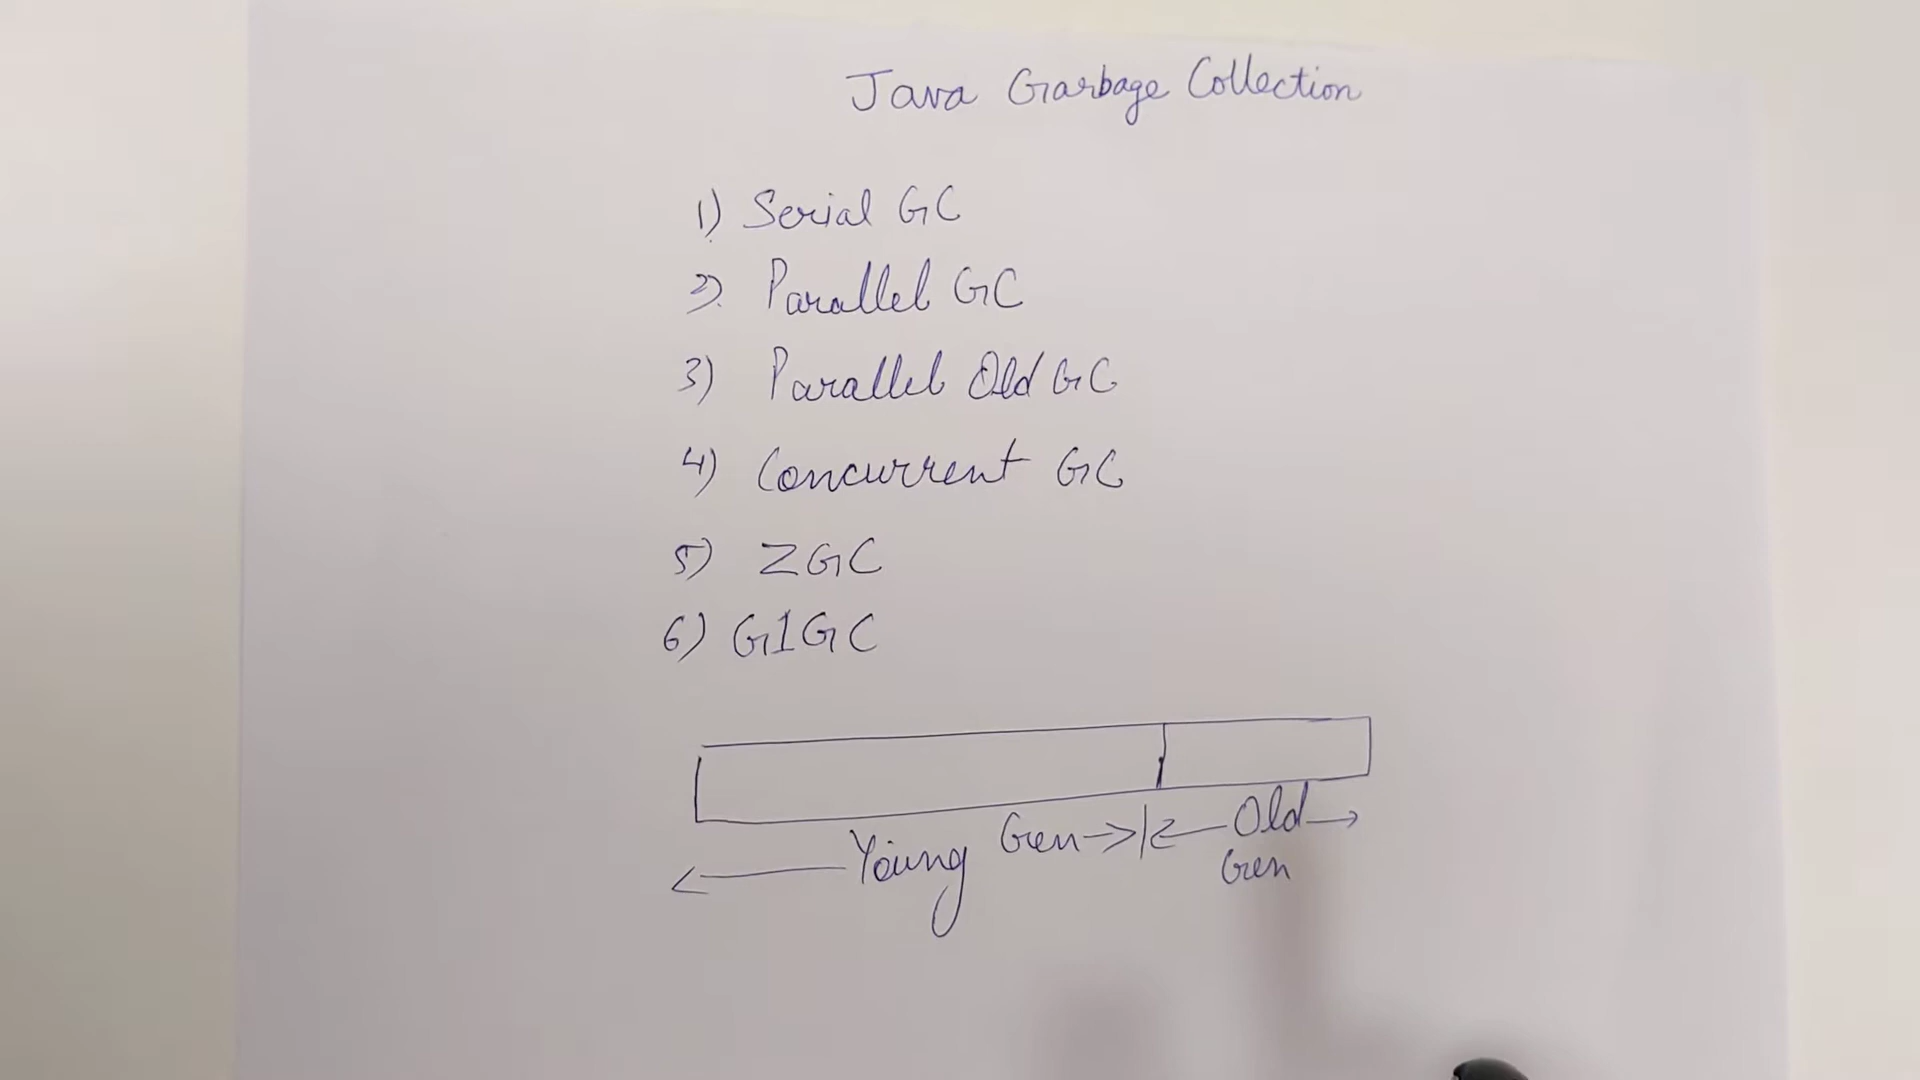 Java Garbage Collection
1) Serial GC
2) Parallel GC
3) Parallel Old GC
4) Concurrent GC
5) ZGC
6) G1GC
Young Gen Old
Gen